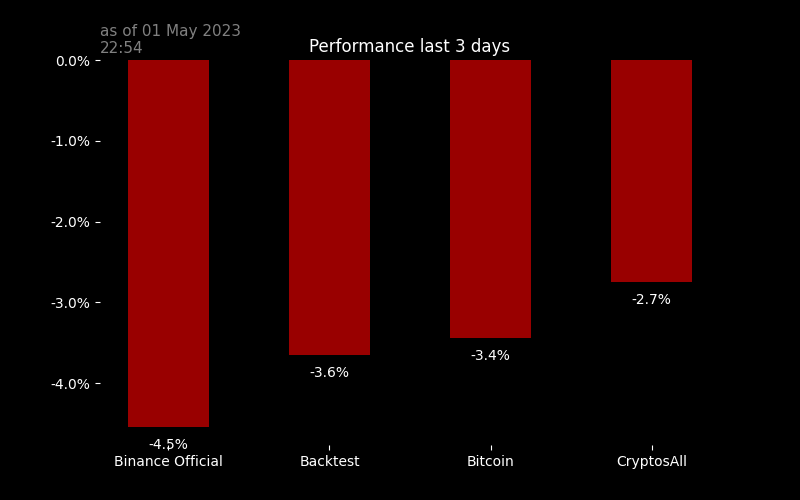 as of 01 May 2023
22:54
Performance last 3 days
0.0%
-1.0%
-2.0%
-3.0%
-4.0%
-4.5%
-3.6%
-3.4%
-2.7%
Binance Official
Backtest
Bitcoin
CryptosAll